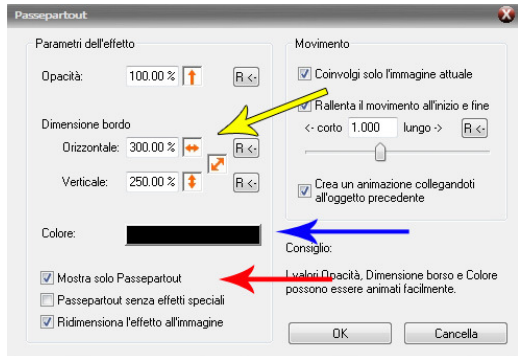 Passepartout
Parametri dell'effetto
Opacità: 100.00 % R <-
Dimensione bordo
Orizzontale: 300.00 % R <-
Verticale: 250.00 % R <-
Colore:
Mostra solo Passepartout
Passepartout senza effetti speciali
Ridimensiona l'effetto all'immagine
Movimento
Coinvolgi solo l'immagine attuale
Rallenta il movimento all'inizio e fine
<- corto 1.000 lungo -> R <-
Crea un animazione collegandoti
all'oggetto precedente
Consiglio:
I valori Opacità, Dimensione borso e Colore
possono essere animati facilmente.
OK Cancella